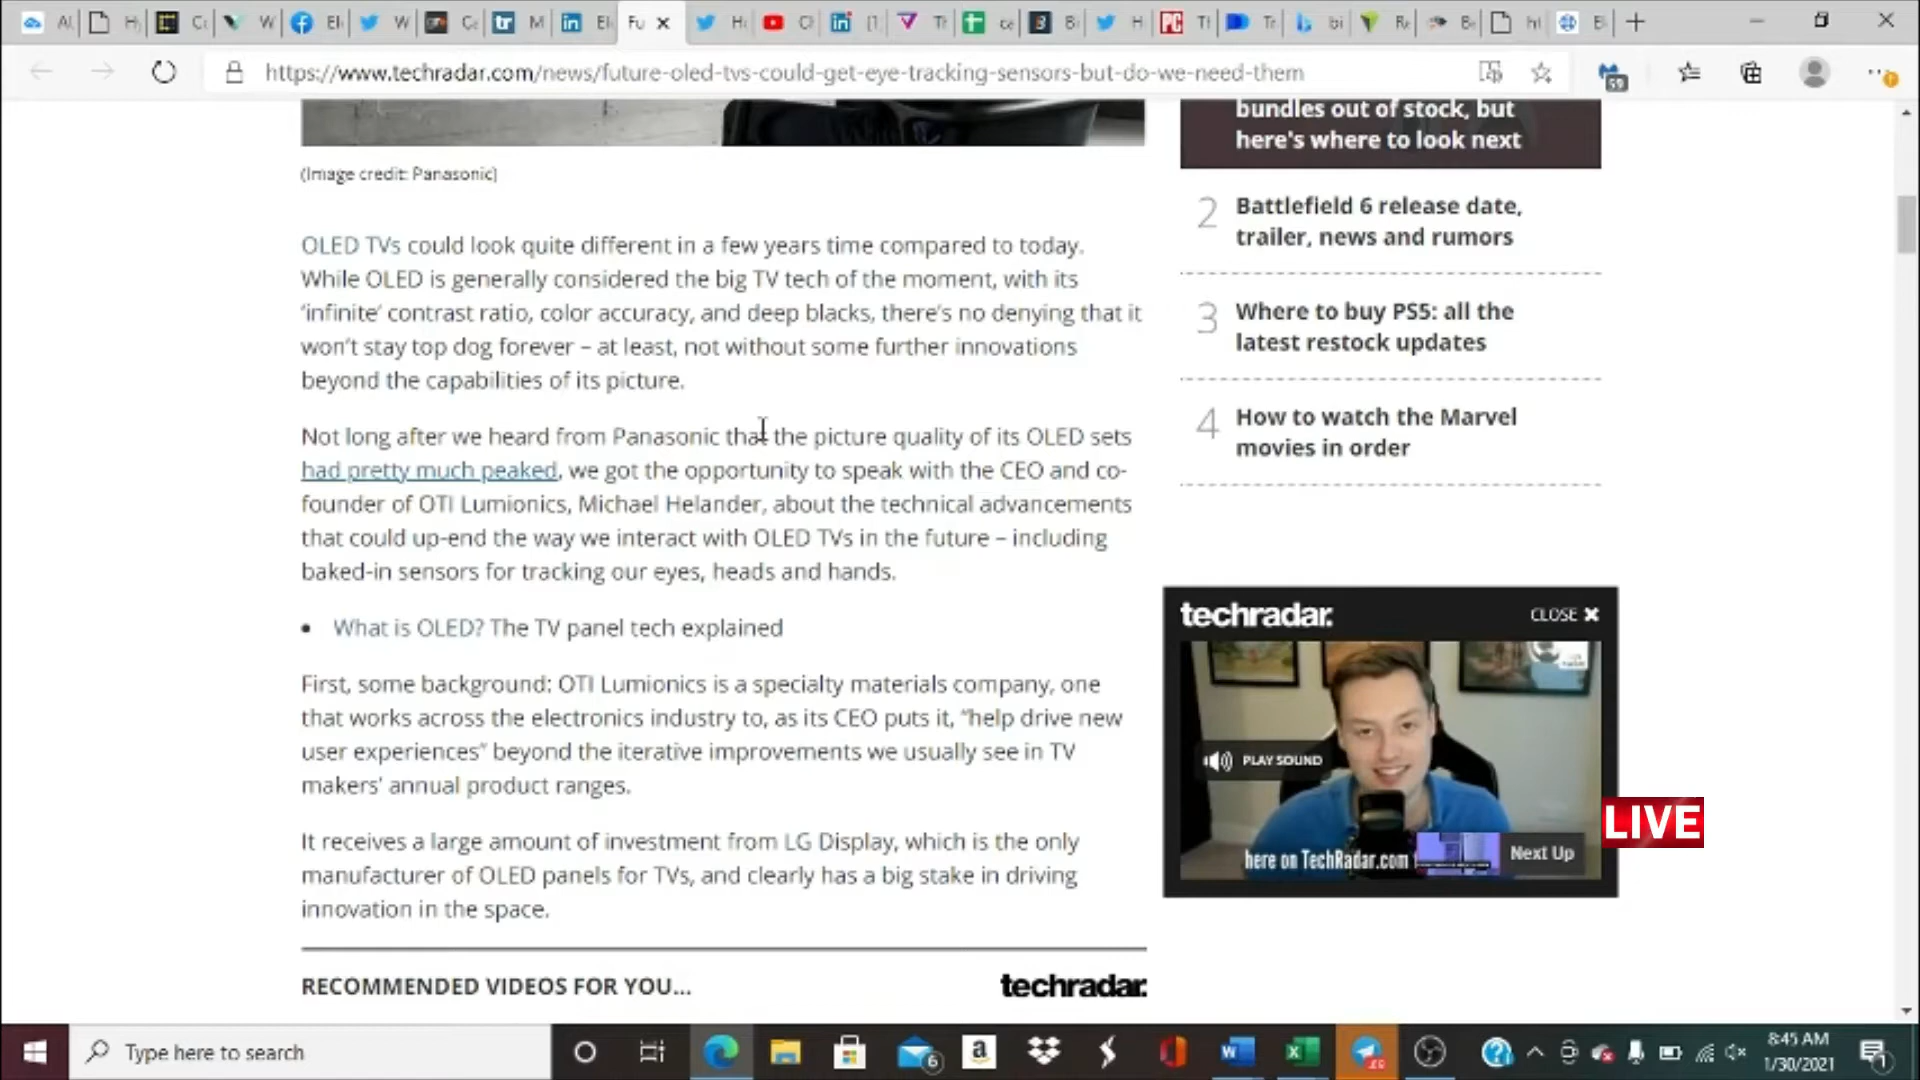 https://www.techradar.com/news/future-oled-tvs-could-get-eye-tracking-sensors-but-do-we-need-them
59
bundles out of stock, but
here's where to look next
(Image credit: Panasonic)
2 Battlefield 6 release date,
trailer, news and rumors
3 Where to buy PS5: all the
latest restock updates
4 How to watch the Marvel
movies in order
OLED TVs could look quite different in a few years time compared to today.
While OLED is generally considered the big TV tech of the moment, with its
‘infinite’ contrast ratio, color accuracy, and deep blacks, there’s no denying that it
won’t stay top dog forever – at least, not without some further innovations
beyond the capabilities of its picture.
Not long after we heard from Panasonic that the picture quality of its OLED sets
had pretty much peaked, we got the opportunity to speak with the CEO and co-
founder of OTI Lumionics, Michael Helander, about the technical advancements
that could up-end the way we interact with OLED TVs in the future – including
baked-in sensors for tracking our eyes, heads and hands.
• What is OLED? The TV panel tech explained
First, some background: OTI Lumionics is a specialty materials company, one
that works across the electronics industry to, as its CEO puts it, “help drive new
user experiences” beyond the iterative improvements we usually see in TV
makers’ annual product ranges.
It receives a large amount of investment from LG Display, which is the only
manufacturer of OLED panels for TVs, and clearly has a big stake in driving
innovation in the space.
RECOMMENDED VIDEOS FOR YOU...
techradar.
techradar.
CLOSE
PLAY SOUND
here on TechRadar.com
Next Up
LIVE
Type here to search
6
8:45 AM
1/30/2021
1